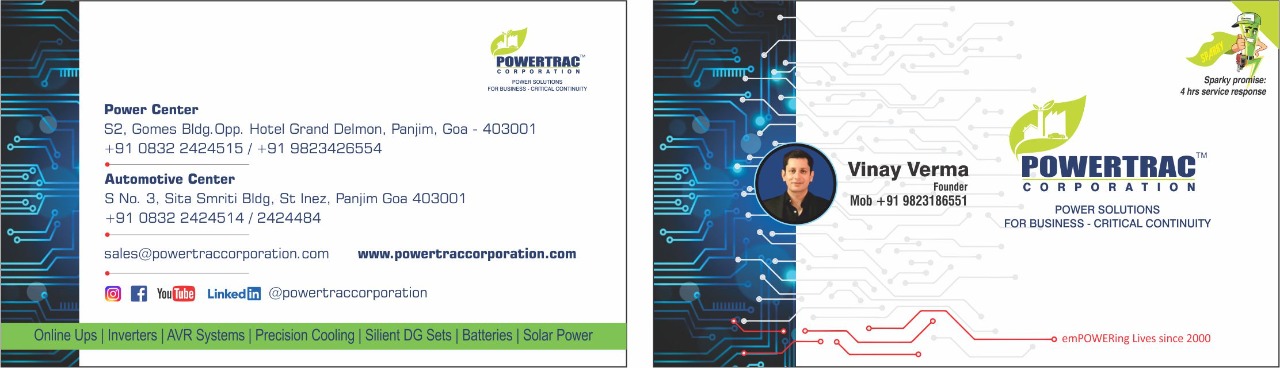 POWERTRAC™
CORPORATION
POWER SOLUTIONS
FOR BUSINESS - CRITICAL CONTINUITY
Power Center
S2, Gomes Bldg.Opp. Hotel Grand Delmon, Panjim, Goa - 403001
+91 0832 2424515 / +91 9823426554
Automotive Center
S No. 3, Sita Smriti Bldg, St Inez, Panjim Goa 403001
+91 0832 2424514 / 2424484
sales@powertraccorporation.com www.powertraccorporation.com
YouTube Linkedin @powertraccorporation
Online Ups | Inverters | AVR Systems | Precision Cooling | Silient DG Sets | Batteries | Solar Power
SPARKY
Sparky promise:
4 hrs service response
Vinay Verma
Founder
Mob +91 9823186551
POWERTRAC™
CORPORATION
POWER SOLUTIONS
FOR BUSINESS - CRITICAL CONTINUITY
emPOWERing Lives since 2000